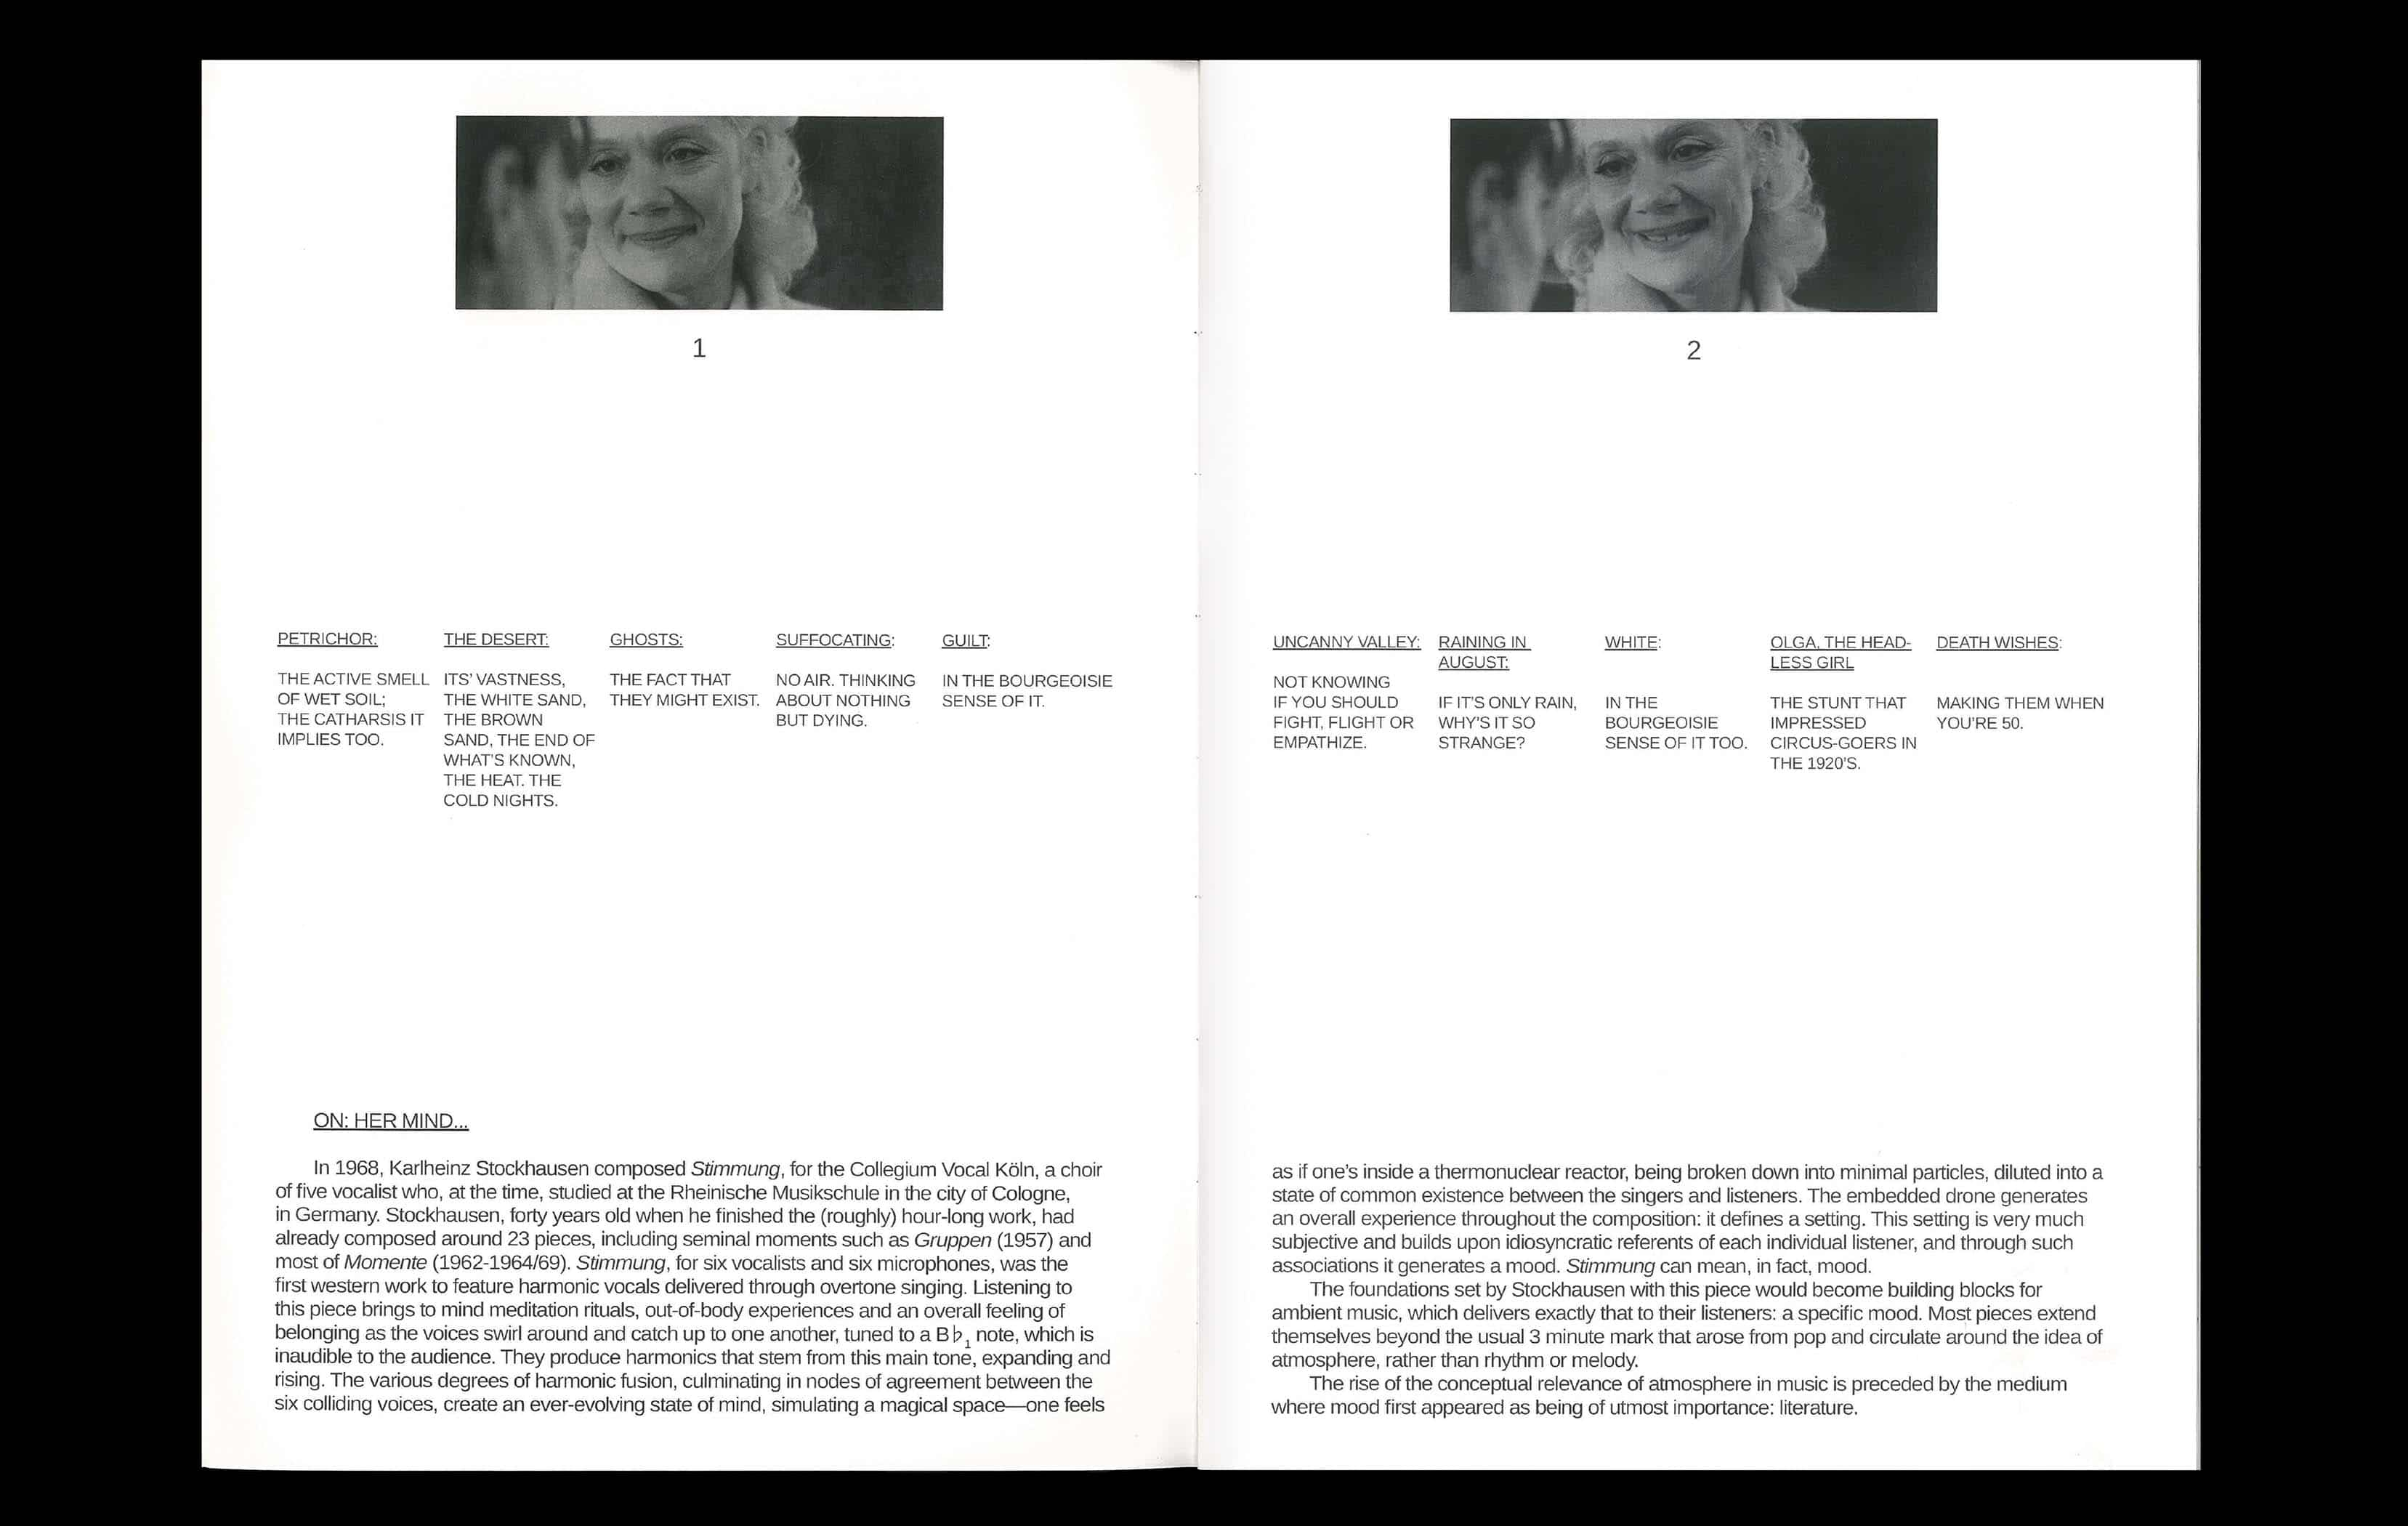 1
PETRICHOR:
THE ACTIVE SMELL
OF WET SOIL;
THE CATHARSIS IT
IMPLIES TOO.
THE DESERT:
ITS’ VASTNESS,
THE WHITE SAND,
THE BROWN
SAND, THE END OF
WHAT’S KNOWN,
THE HEAT. THE
COLD NIGHTS.
GHOSTS:
THE FACT THAT
THEY MIGHT EXIST.
SUFFOCATING:
NO AIR. THINKING
ABOUT NOTHING
BUT DYING.
GUILT:
IN THE BOURGEOISIE
SENSE OF IT.
ON: HER MIND...
In 1968, Karlheinz Stockhausen composed Stimmung, for the Collegium Vocal Köln, a choir
of five vocalist who, at the time, studied at the Rheinische Musikschule in the city of Cologne,
in Germany. Stockhausen, forty years old when he finished the (roughly) hour-long work, had
already composed around 23 pieces, including seminal moments such as Gruppen (1957) and
most of Momente (1962-1964/69). Stimmung, for six vocalists and six microphones, was the
first western work to feature harmonic vocals delivered through overtone singing. Listening to
this piece brings to mind meditation rituals, out-of-body experiences and an overall feeling of
belonging as the voices swirl around and catch up to one another, tuned to a B♭₁ note, which is
inaudible to the audience. They produce harmonics that stem from this main tone, expanding and
rising. The various degrees of harmonic fusion, culminating in nodes of agreement between the
six colliding voices, create an ever-evolving state of mind, simulating a magical space—one feels
2
UNCANNY VALLEY:
NOT KNOWING
IF YOU SHOULD
FIGHT, FLIGHT OR
EMPATHIZE.
RAINING IN
AUGUST:
IF IT’S ONLY RAIN,
WHY’S IT SO
STRANGE?
WHITE:
IN THE
BOURGEOISIE
SENSE OF IT TOO.
OLGA, THE HEAD-
LESS GIRL
THE STUNT THAT
IMPRESSED
CIRCUS-GOERS IN
THE 1920’S.
DEATH WISHES:
MAKING THEM WHEN
YOU’RE 50.
as if one’s inside a thermonuclear reactor, being broken down into minimal particles, diluted into a
state of common existence between the singers and listeners. The embedded drone generates
an overall experience throughout the composition: it defines a setting. This setting is very much
subjective and builds upon idiosyncratic referents of each individual listener, and through such
associations it generates a mood. Stimmung can mean, in fact, mood.
The foundations set by Stockhausen with this piece would become building blocks for
ambient music, which delivers exactly that to their listeners: a specific mood. Most pieces extend
themselves beyond the usual 3 minute mark that arose from pop and circulate around the idea of
atmosphere, rather than rhythm or melody.
The rise of the conceptual relevance of atmosphere in music is preceded by the medium
where mood first appeared as being of utmost importance: literature.